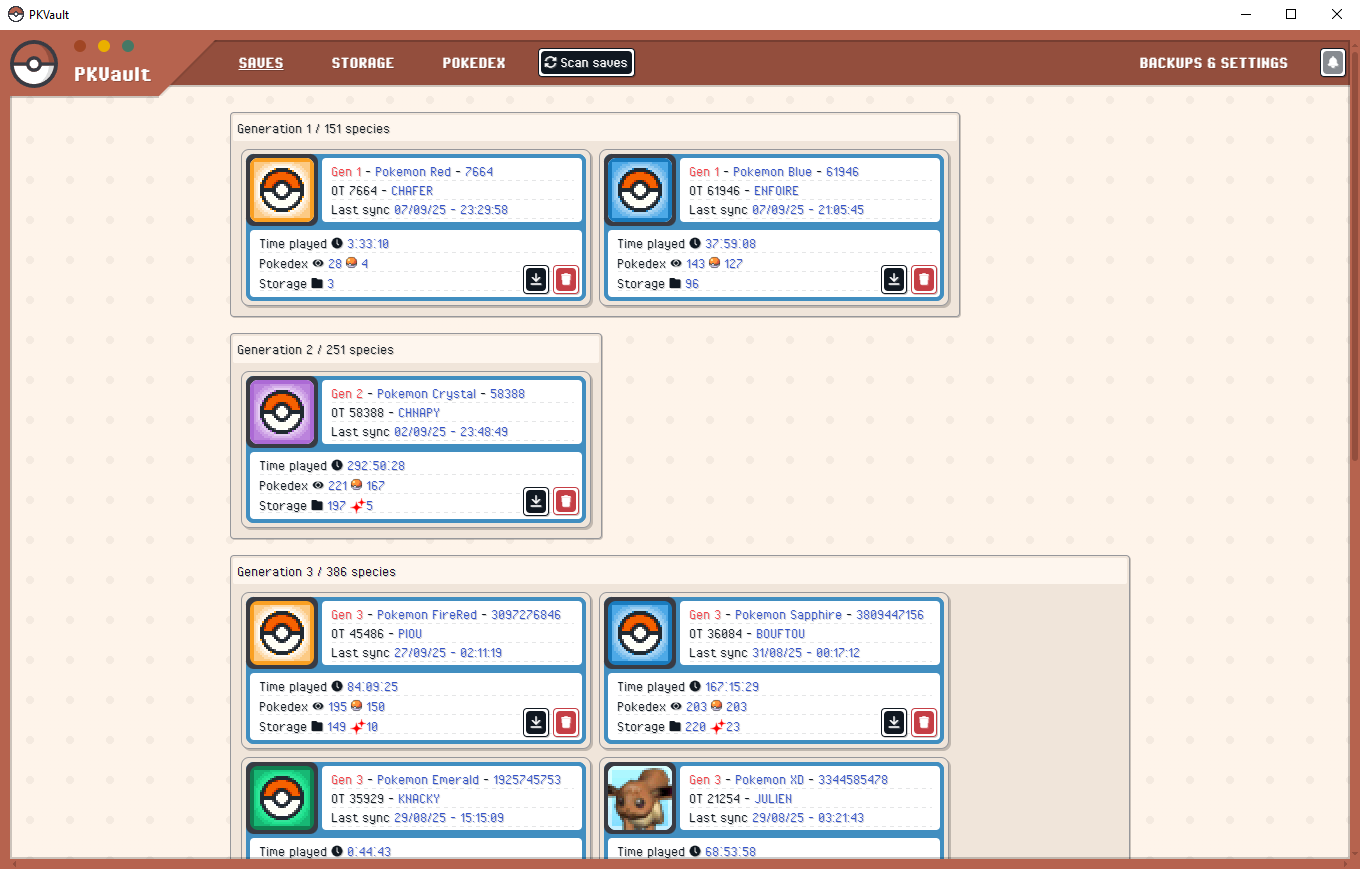 PKVault
PKVault
SAVES STORAGE POKEDEX Scan saves BACKUPS & SETTINGS
Generation 1 / 151 species
Gen 1 - Pokemon Red - 7664
OT 7664 - CHAFER
Last sync 07/09/25 - 23:29:58
Time played 3:33:10
Pokedex 28 4
Storage 3
Gen 1 - Pokemon Blue - 61946
OT 61946 - ENFOIRE
Last sync 07/09/25 - 21:05:45
Time played 37:59:08
Pokedex 143 127
Storage 96
Generation 2 / 251 species
Gen 2 - Pokemon Crystal - 58388
OT 58388 - CHNAPY
Last sync 02/09/25 - 23:48:49
Time played 292:50:28
Pokedex 221 167
Storage 197 5
Generation 3 / 386 species
Gen 3 - Pokemon FireRed - 3097276846
OT 45486 - PIOU
Last sync 27/09/25 - 02:11:19
Time played 84:09:25
Pokedex 195 150
Storage 149 10
Gen 3 - Pokemon Sapphire - 3809447156
OT 36084 - BOUFTOU
Last sync 31/08/25 - 00:17:12
Time played 167:15:29
Pokedex 203 203
Storage 220 23
Gen 3 - Pokemon Emerald - 1925745753
OT 35929 - KNACKY
Last sync 29/08/25 - 15:15:09
Time played 0:44:43
Gen 3 - Pokemon XD - 3344585478
OT 21254 - JULIEN
Last sync 29/08/25 - 03:21:43
Time played 68:53:58